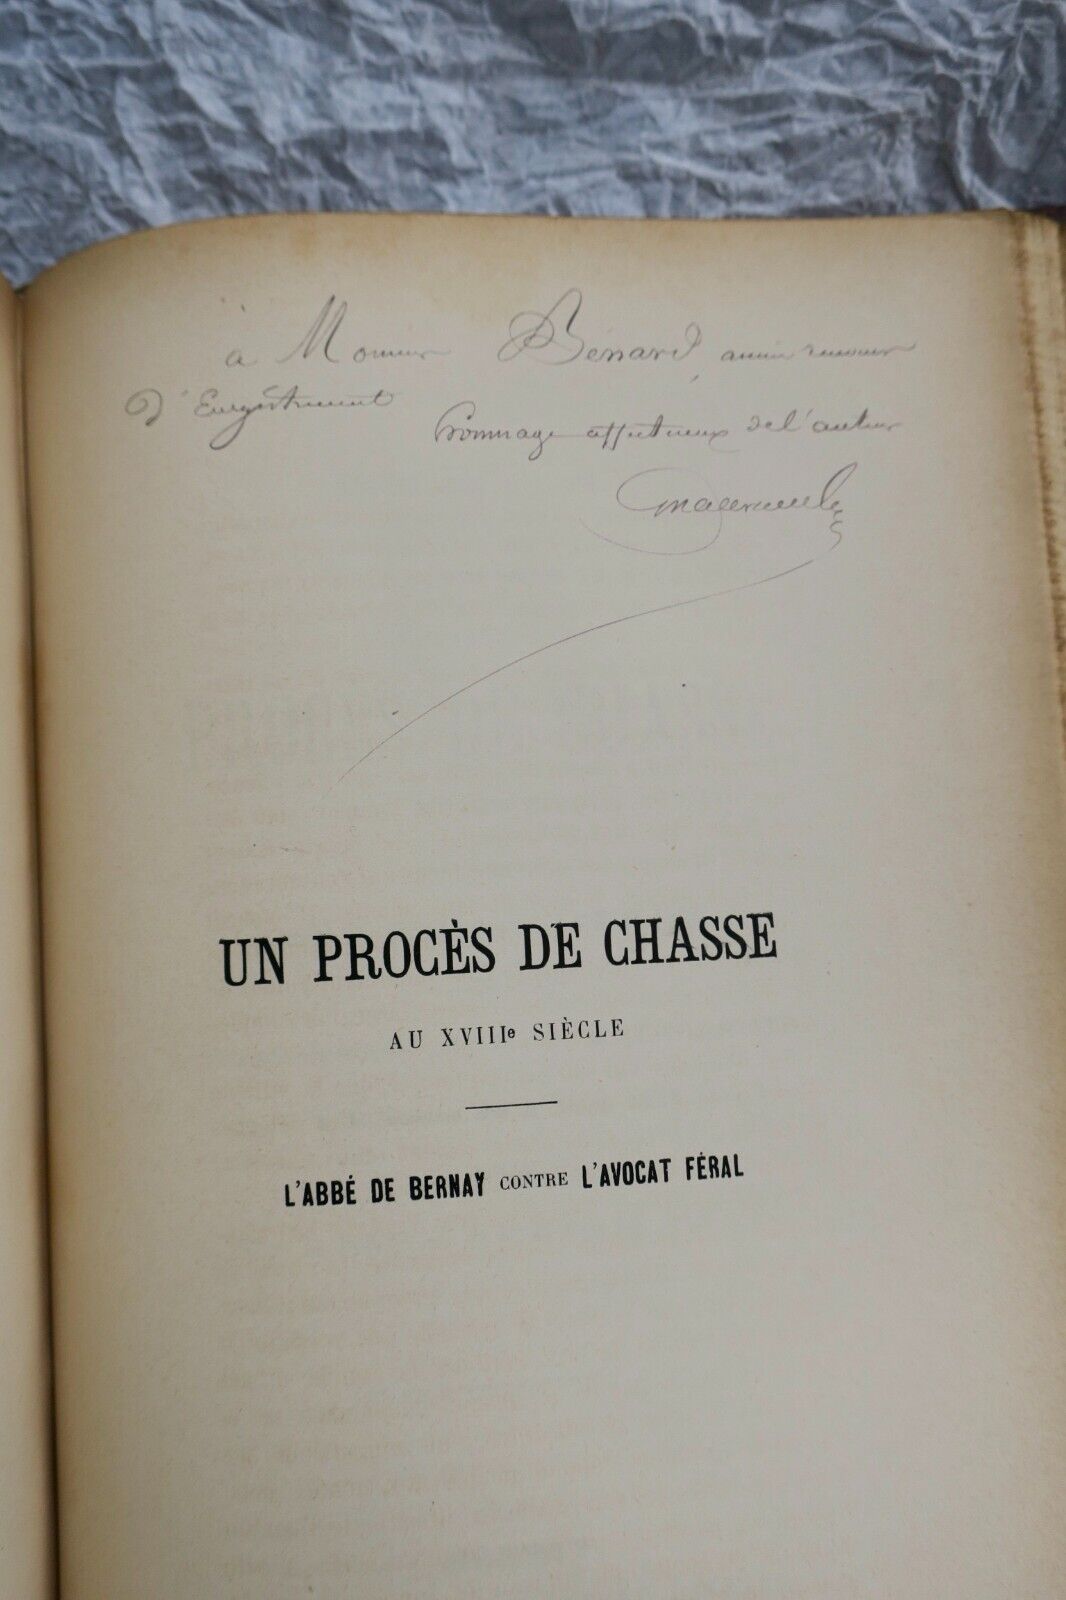 à Monsieur Bénard, ancien receveur
d'Enregistrement
hommage affectueux de l'auteur
UN PROCÈS DE CHASSE
AU XVIIIe SIÈCLE
L'ABBÉ DE BERNAY CONTRE L'AVOCAT FÉRAL